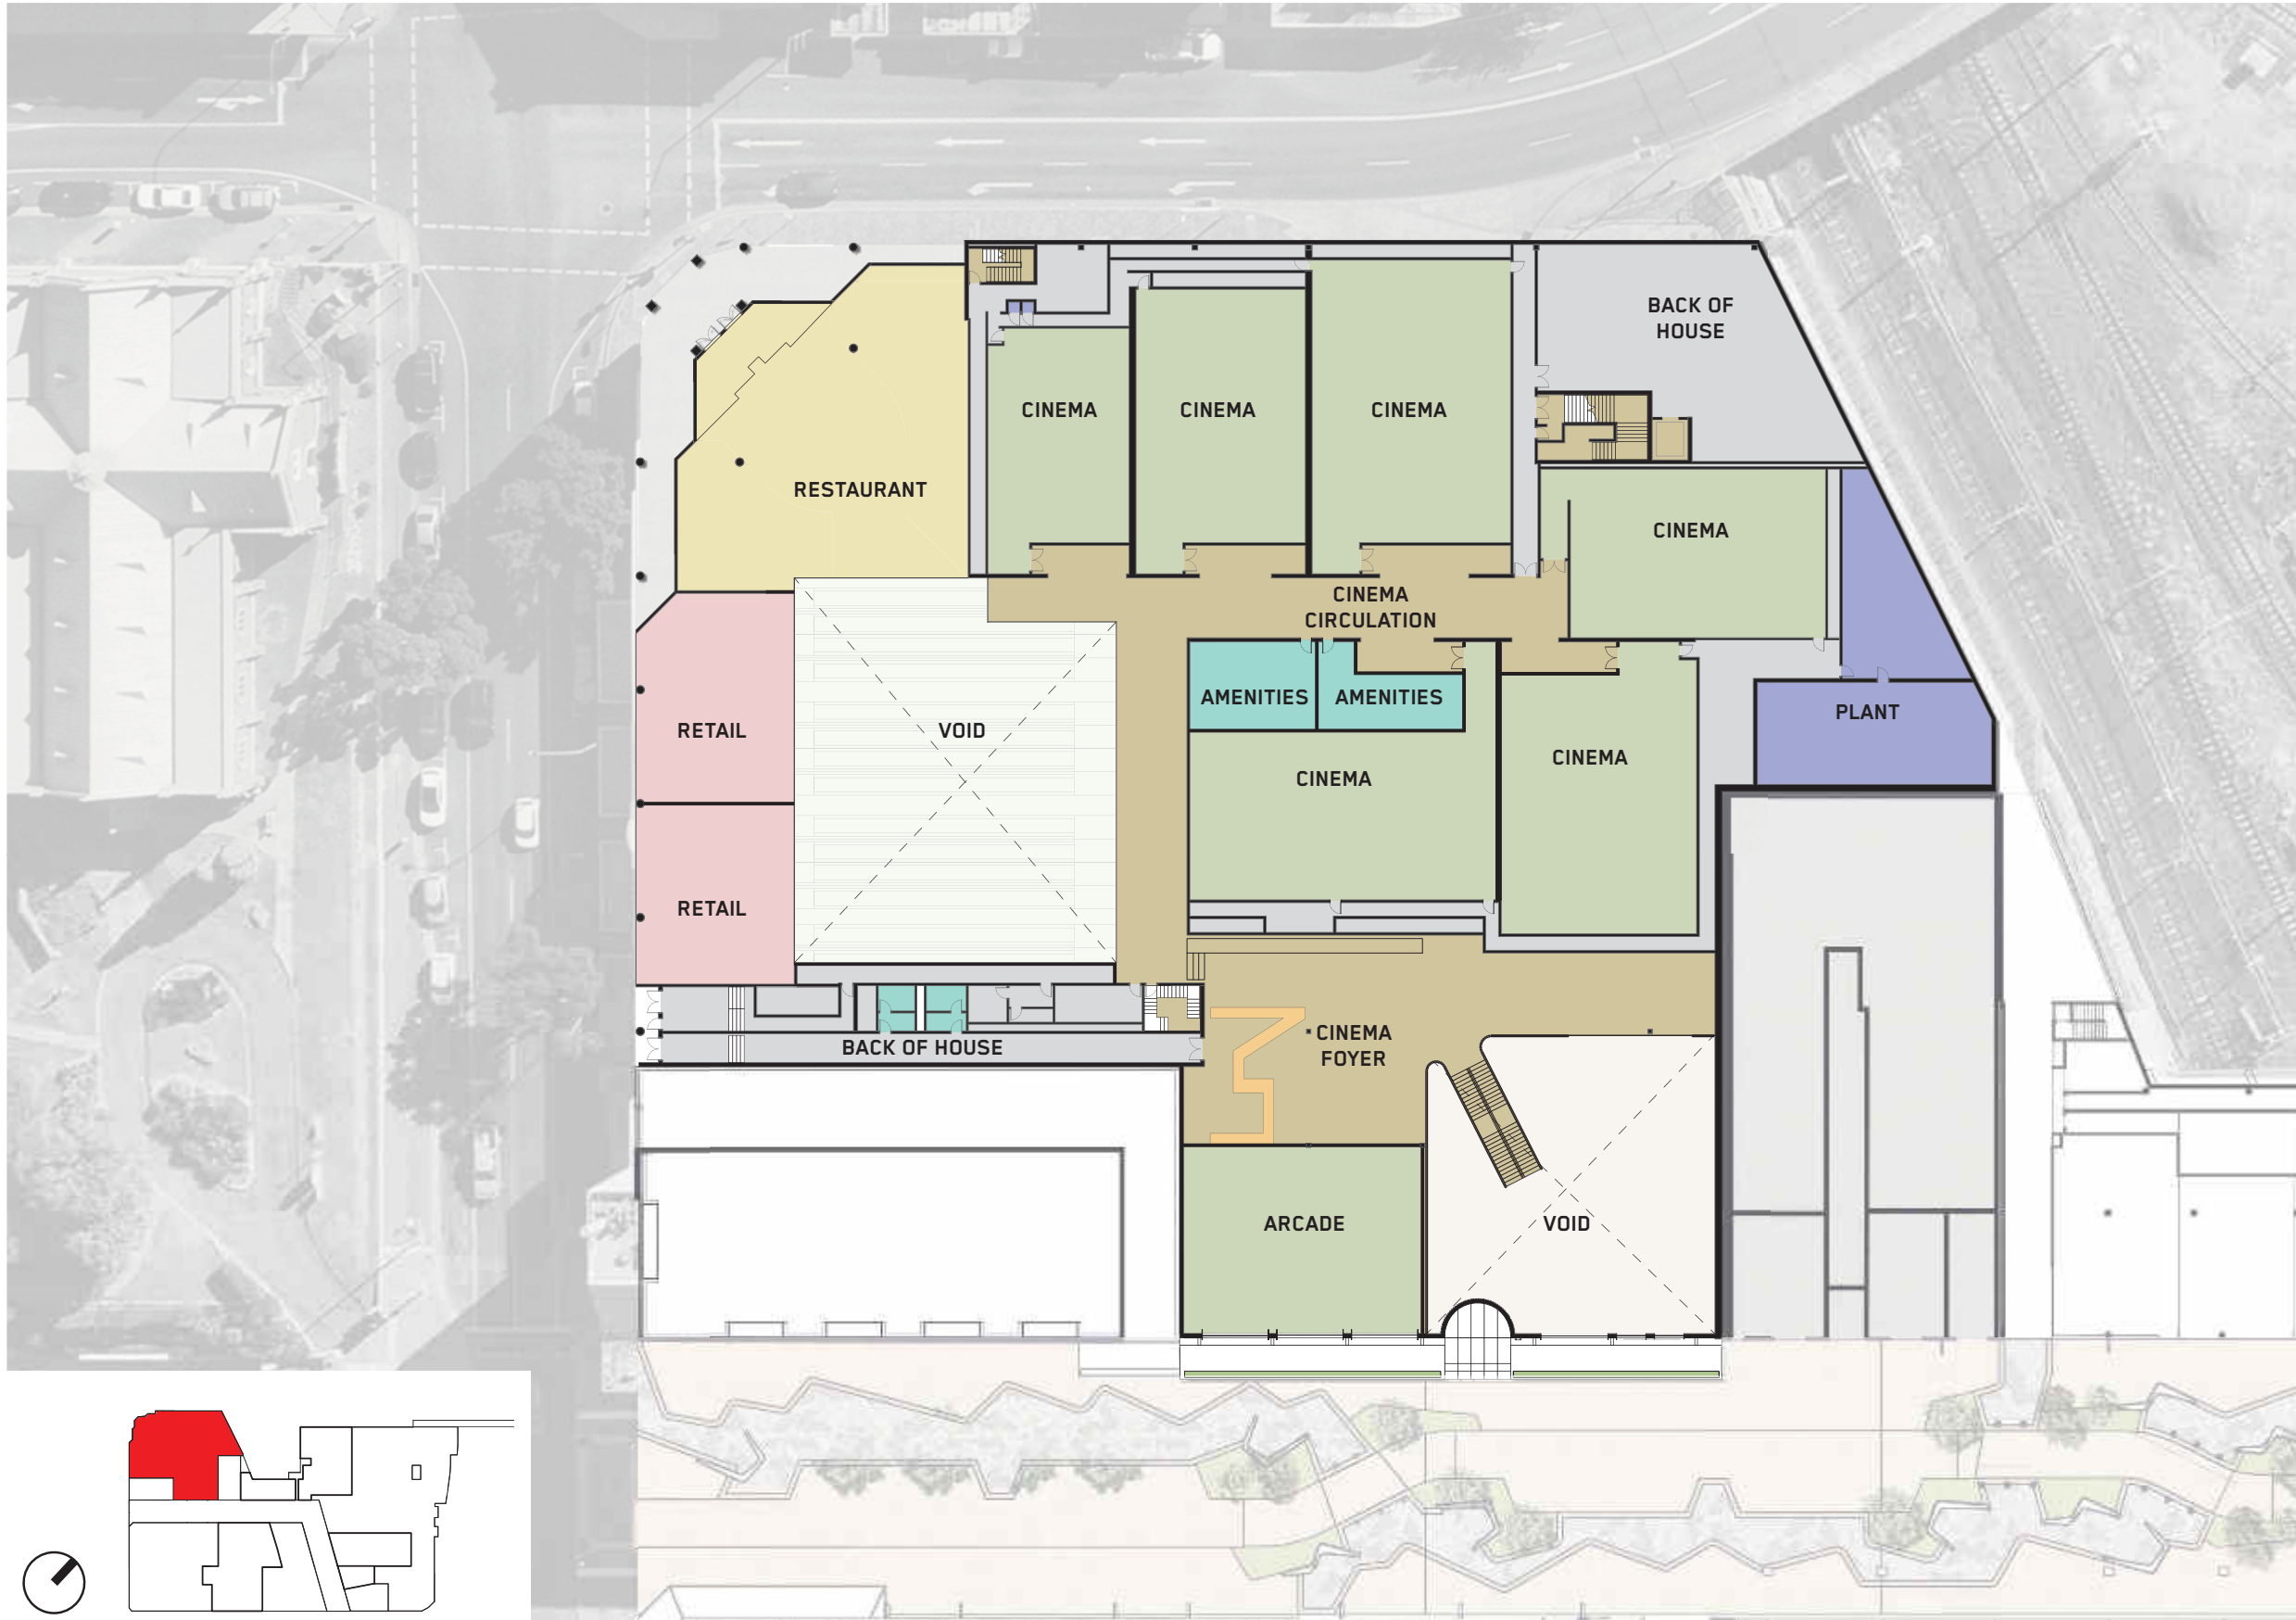 BACK OF
HOUSE
CINEMA
CINEMA
CINEMA
RESTAURANT
CINEMA
CINEMA
CIRCULATION
AMENITIES
AMENITIES
PLANT
RETAIL
VOID
CINEMA
CINEMA
RETAIL
BACK OF HOUSE
CINEMA
FOYER
ARCADE
VOID